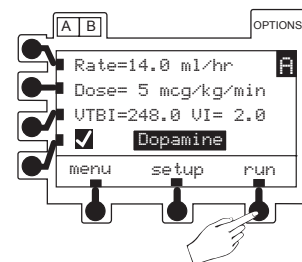 A B OPTIONS
Rate=14.0 ml/hr A
Dose= 5 mcg/kg/min
VTBI=248.0 VI= 2.0
Dopamine
menu setup run